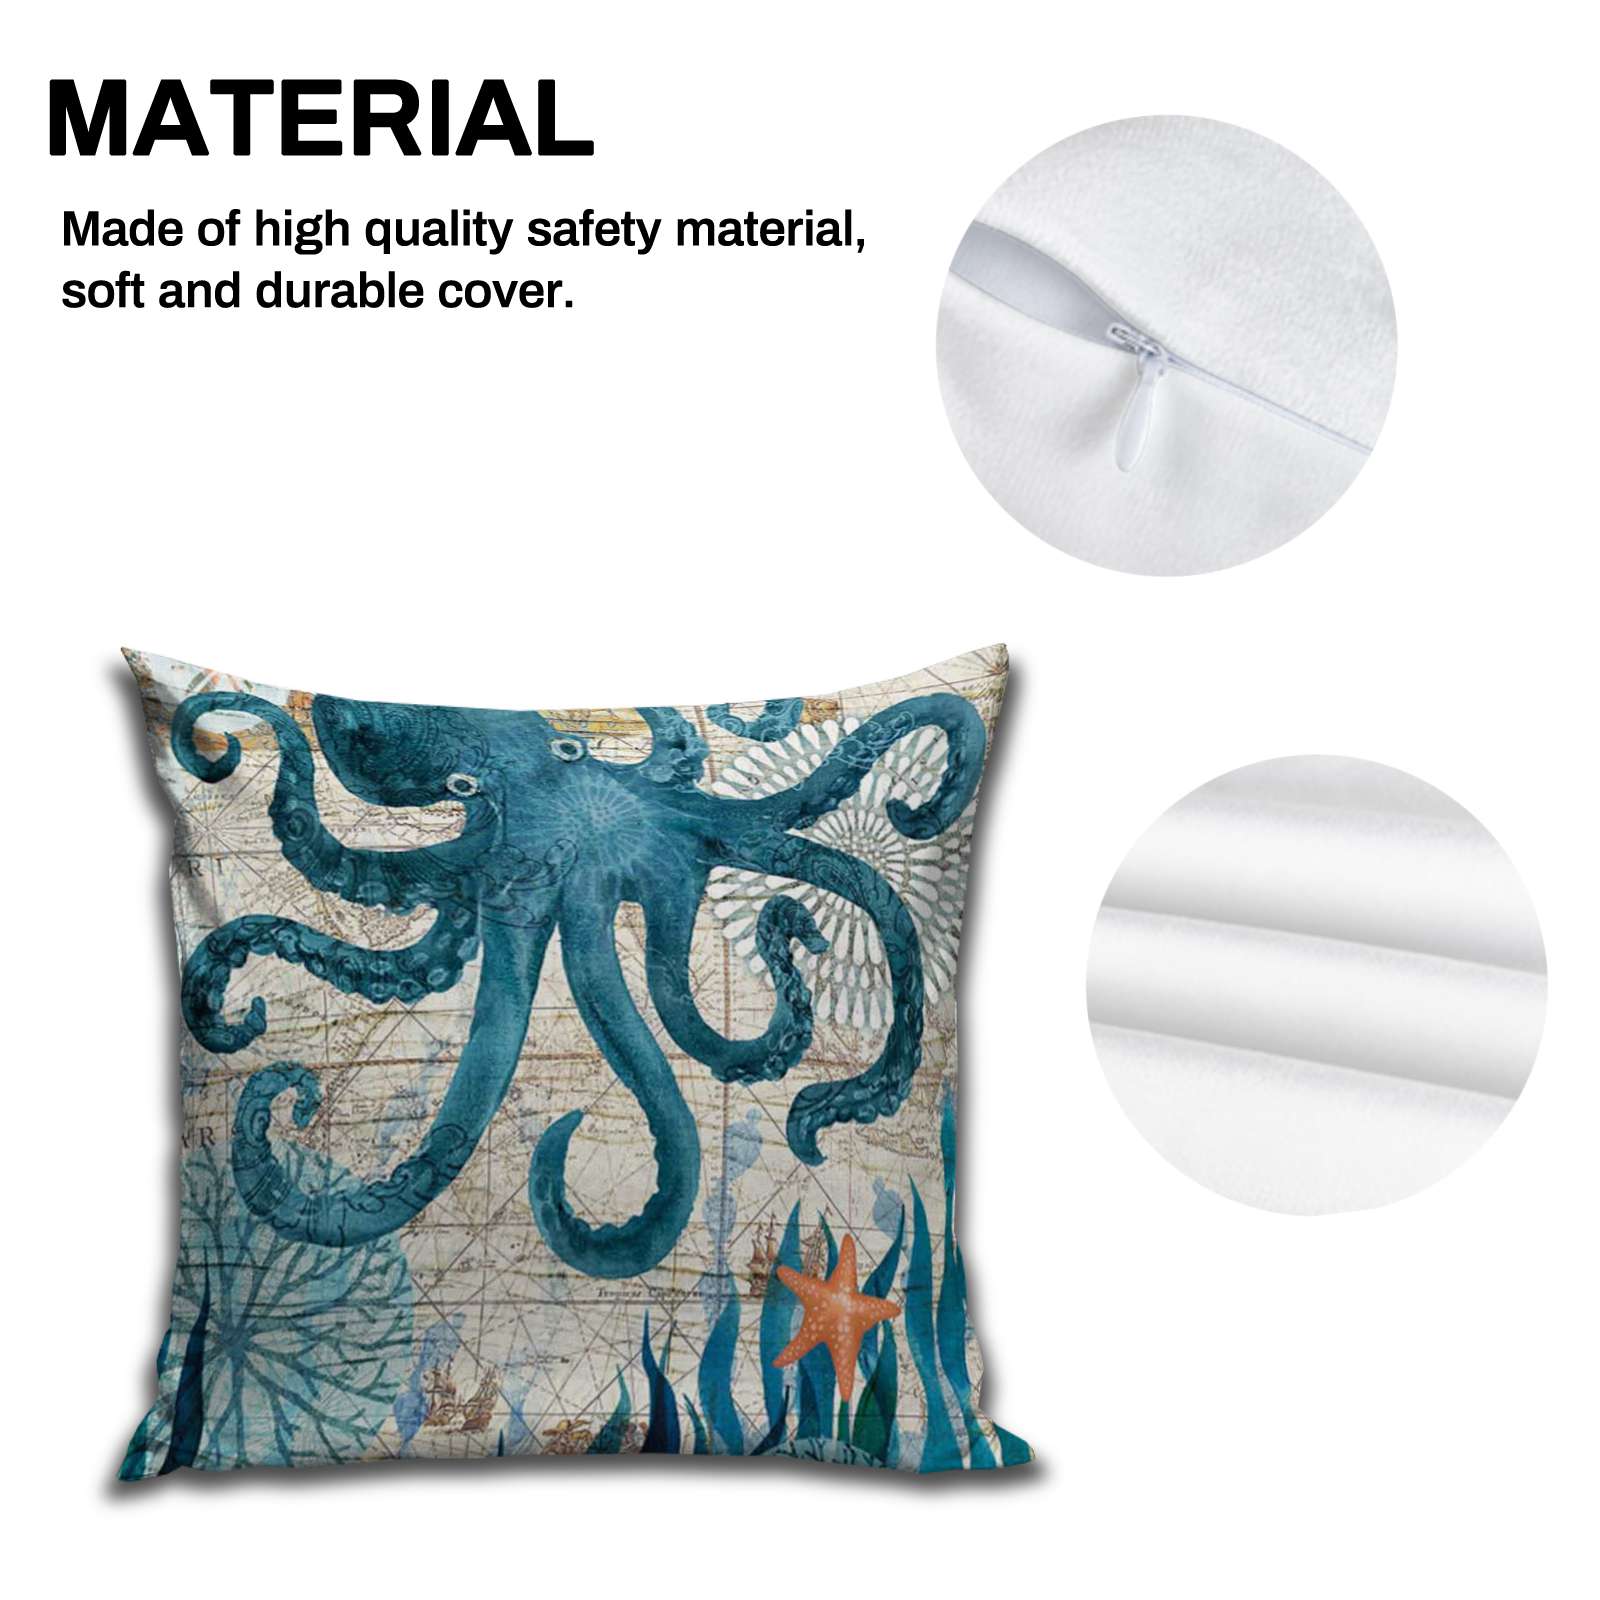 MATERIAL
Made of high quality safety material,
soft and durable cover.